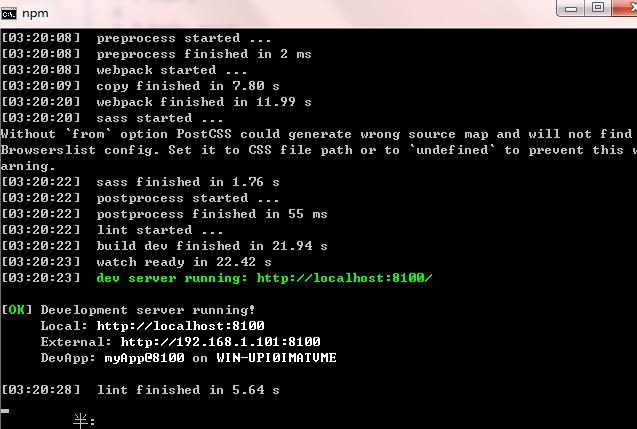 npm
[03:20:08]  preprocess started ...
[03:20:08]  preprocess finished in 2 ms
[03:20:08]  webpack started ...
[03:20:09]  copy finished in 7.80 s
[03:20:20]  webpack finished in 11.99 s
[03:20:20]  sass started ...
Without `from` option PostCSS could generate wrong source map and will not find
Browserslist config. Set it to CSS file path or to `undefined` to prevent this w
arning.
[03:20:22]  sass finished in 1.76 s
[03:20:22]  postprocess started ...
[03:20:22]  postprocess finished in 55 ms
[03:20:22]  lint started ...
[03:20:22]  build dev finished in 21.94 s
[03:20:23]  watch ready in 22.42 s
[03:20:23]  dev server running: http://localhost:8100/
[OK] Development server running!
Local: http://localhost:8100
External: http://192.168.1.101:8100
DevApp: myApp@8100 on WIN-UPI0IMATVME
[03:20:28]  lint finished in 5.64 s
半: